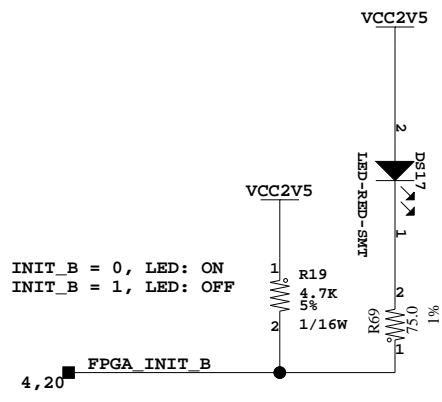 VCC2V5
2
DS17
LED-RED-SMT
1
VCC2V5
INIT_B = 0, LED: ON
INIT_B = 1, LED: OFF
1
R19
4.7K
5%
1/16W
2
2
R69
75.0
1%
1
FPGA_INIT_B
4,20